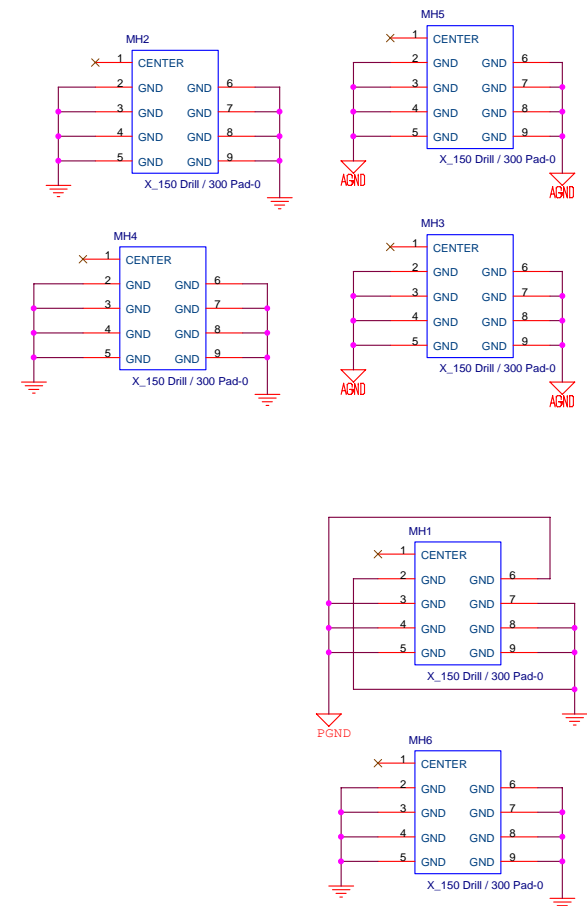 MH2
1 CENTER
2 GND GND 6
3 GND GND 7
4 GND GND 8
5 GND GND 9
X_150 Drill / 300 Pad-0
MH5
1 CENTER
2 GND GND 6
3 GND GND 7
4 GND GND 8
5 GND GND 9
X_150 Drill / 300 Pad-0
AGND AGND
MH4
1 CENTER
2 GND GND 6
3 GND GND 7
4 GND GND 8
5 GND GND 9
X_150 Drill / 300 Pad-0
MH3
1 CENTER
2 GND GND 6
3 GND GND 7
4 GND GND 8
5 GND GND 9
X_150 Drill / 300 Pad-0
AGND AGND
MH1
1 CENTER
2 GND GND 6
3 GND GND 7
4 GND GND 8
5 GND GND 9
X_150 Drill / 300 Pad-0
PGND
MH6
1 CENTER
2 GND GND 6
3 GND GND 7
4 GND GND 8
5 GND GND 9
X_150 Drill / 300 Pad-0